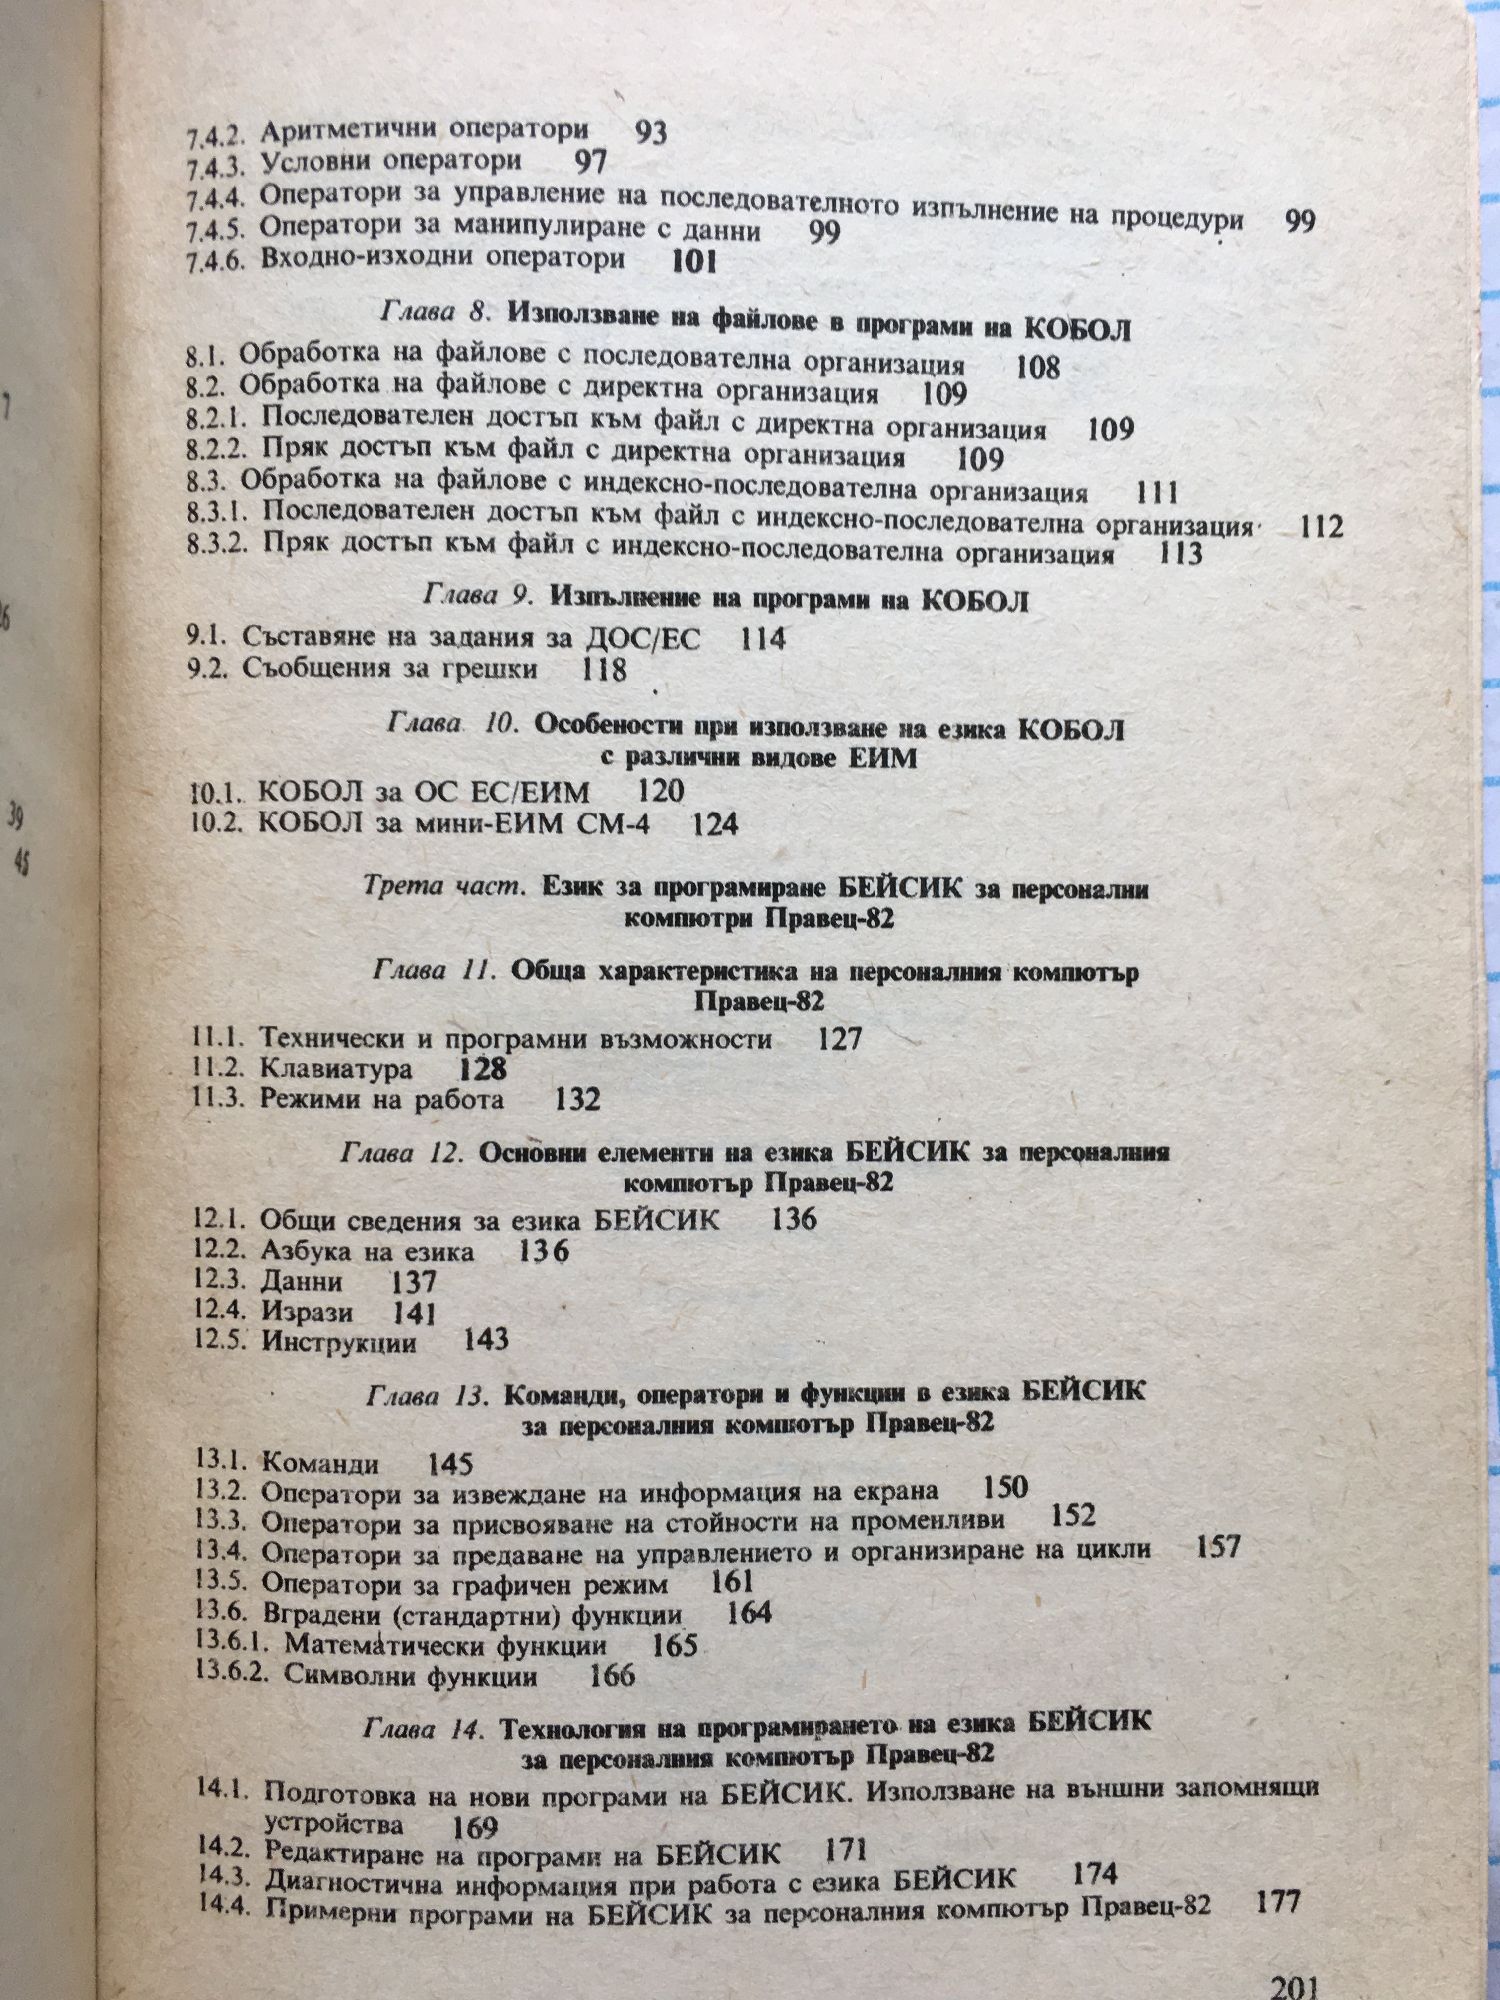 7.4.2. Аритметични оператори 93
7.4.3. Условни оператори 97
7.4.4. Оператори за управление на последователното изпълнение на процедури 99
7.4.5. Оператори за манипулиране с данни 99
7.4.6. Входно-изходни оператори 101
Глава 8. Използване на файлове в програми на КОБОЛ
8.1. Обработка на файлове с последователна организация 108
8.2. Обработка на файлове с директна организация 109
8.2.1. Последователен достъп към файл с директна организация 109
8.2.2. Пряк достъп към файл с директна организация 109
8.3. Обработка на файлове с индексно-последователна организация 111
8.3.1. Последователен достъп към файл с индексно-последователна организация 112
8.3.2. Пряк достъп към файл с индексно-последователна организация 113
Глава 9. Изпълнение на програми на КОБОЛ
9.1. Съставяне на задания за ДОС/ЕС 114
9.2. Съобщения за грешки 118
Глава 10. Особености при използване на езика КОБОЛ
с различни видове ЕИМ
10.1. КОБОЛ за ОС ЕС/ЕИМ 120
10.2. КОБОЛ за мини-ЕИМ СМ-4 124
39
45
Трета част. Език за програмиране БЕЙСИК за персонални
компютри Правец-82
Глава 11. Обща характеристика на персоналния компютър
Правец-82
11.1. Технически и програмни възможности 127
11.2. Клавиатура 128
11.3. Режими на работа 132
Глава 12. Основни елементи на езика БЕЙСИК за персоналния
компютър Правец-82
12.1. Общи сведения за езика БЕЙСИК 136
12.2. Азбука на езика 136
12.3. Данни 137
12.4. Изрази 141
12.5. Инструкции 143
Глава 13. Команди, оператори и функции в езика БЕЙСИК
за персоналния компютър Правец-82
13.1. Команди 145
13.2. Оператори за извеждане на информация на екрана 150
13.3. Оператори за присвояване на стойности на променливи 152
13.4. Оператори за предаване на управлението и организиране на цикли 157
13.5. Оператори за графичен режим 161
13.6. Вградени (стандартни) функции 164
13.6.1. Математически функции 165
13.6.2. Символни функции 166
Глава 14. Технология на програмирането на езика БЕЙСИК
за персоналния компютър Правец-82
14.1. Подготовка на нови програми на БЕЙСИК. Използване на външни запомнящи
устройства 169
14.2. Редактиране на програми на БЕЙСИК 171
14.3. Диагностична информация при работа с езика БЕЙСИК 174
14.4. Примерни програми на БЕЙСИК за персоналния компютър Правец-82 177
201